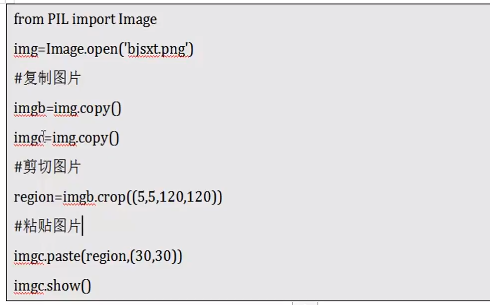 from PIL import Image
img=Image.open('bjsxt.png')
#复制图片
imgb=img.copy()
imgc=img.copy()
#剪切图片
region=imgb.crop((5,5,120,120))
#粘贴图片
imgc.paste(region,(30,30))
imgc.show()